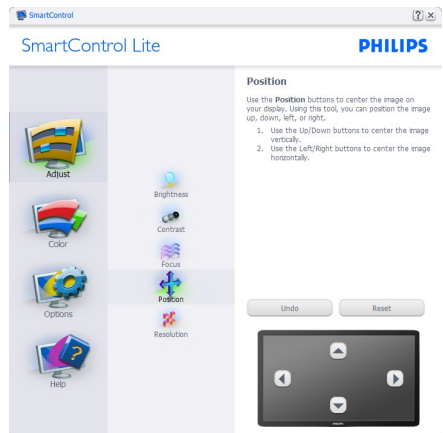 SmartControl
SmartControl Lite
PHILIPS
Adjust
Color
Options
Help
Brightness
Contrast
Focus
Position
Resolution
Position
Use the Position buttons to center the image on
your display. Using this tool, you can position the image
up, down, left, or right.
1. Use the Up/Down buttons to center the image
vertically.
2. Use the Left/Right buttons to center the image
horizontally.
Undo
Reset
PHILIPS